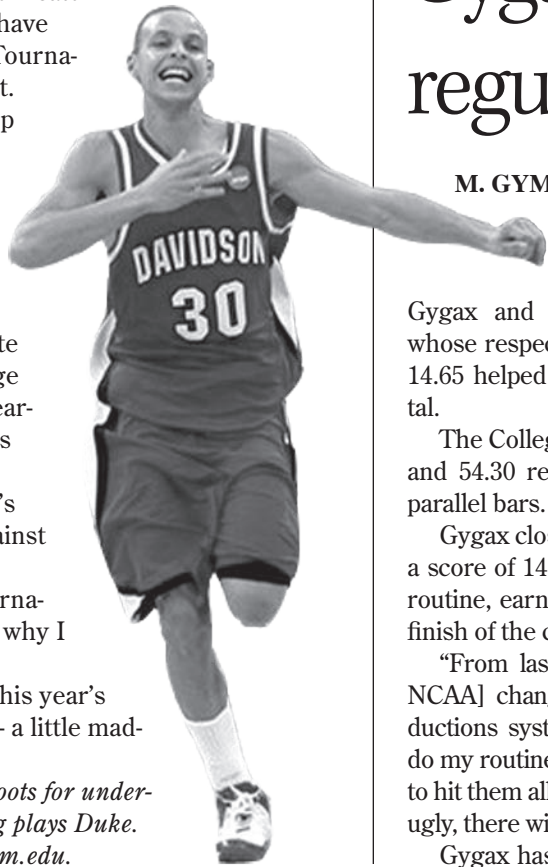 have
Tourna-
t.
p
DAVIDSON
30
te
ge
ear-
s
's
ainst
rna-
why I
his year's
- a little mad-
oots for under-
g plays Duke.
m.edu.
Gyga
regu
M. GYM
Gygax and
whose respec
14.65 helped
tal.
The Colleg
and 54.30 re
parallel bars.
Gygax clo
a score of 14
routine, earn
finish of the c
“From las
NCAA] chan
ductions syst
do my routine
to hit them all
ugly, there wi
Gygax has